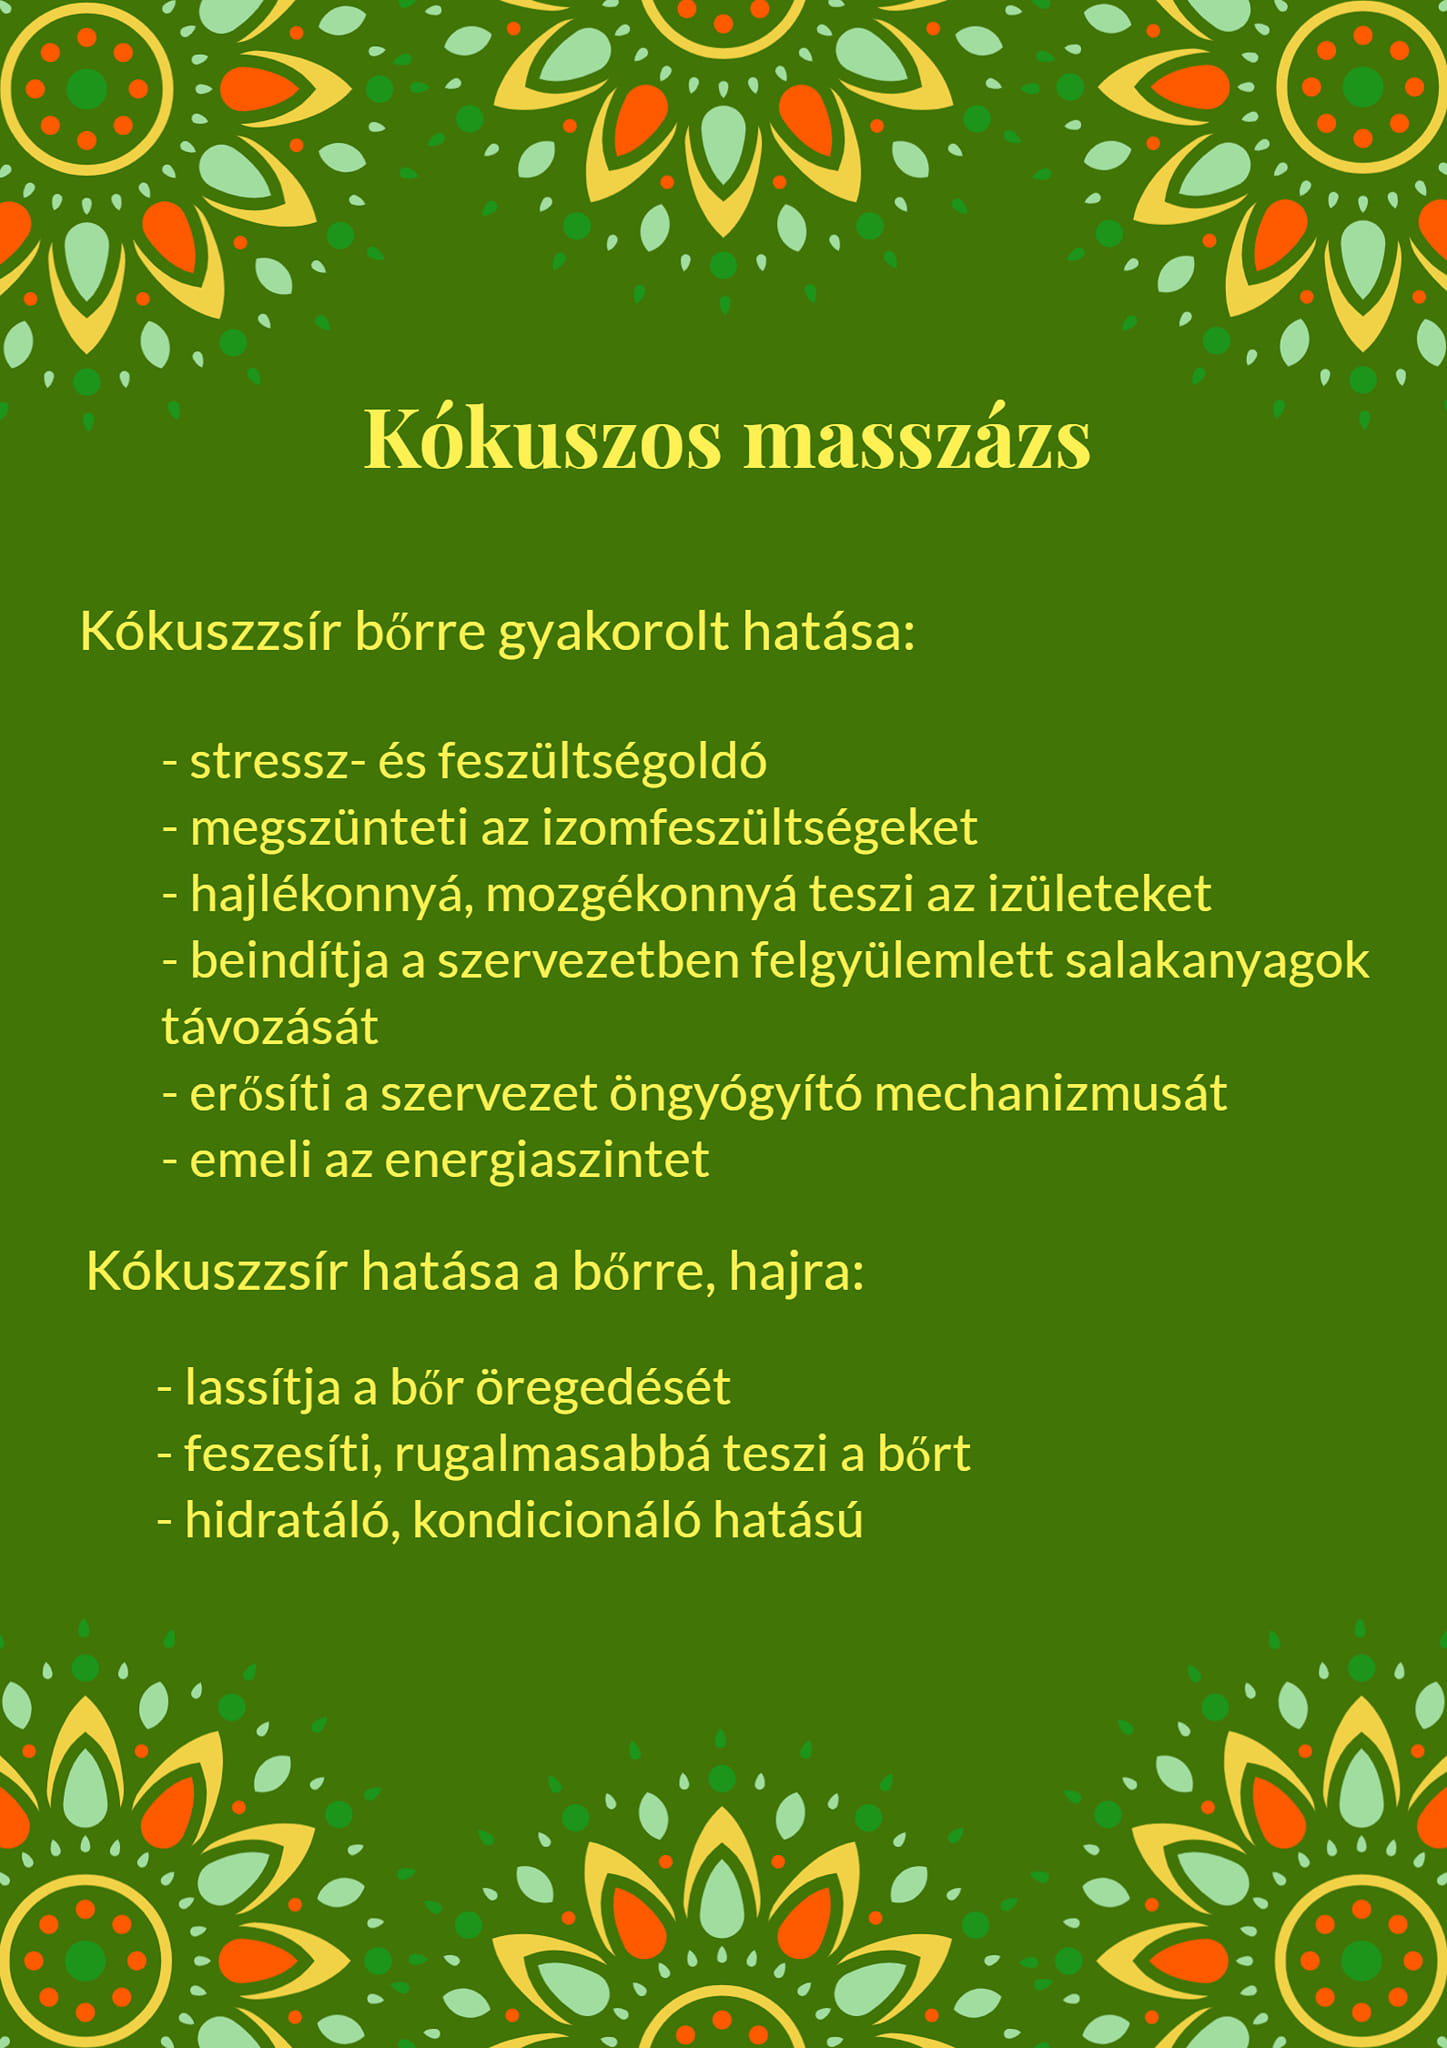 Kókuszos masszázs
Kókuszzsír bőrre gyakorolt hatása:
- stressz- és feszültségoldó
- megszünteti az izomfeszültségeket
- hajlékonnyá, mozgékonnyá teszi az izületeket
- beindítja a szervezetben felgyülemlett salakanyagok
távozását
- erősíti a szervezet öngyógyító mechanizmusát
- emeli az energiaszintet
Kókuszzsír hatása a bőrre, hajra:
- lassítja a bőr öregedését
- feszesíti, rugalmasabbá teszi a bőrt
- hidratáló, kondicionáló hatású